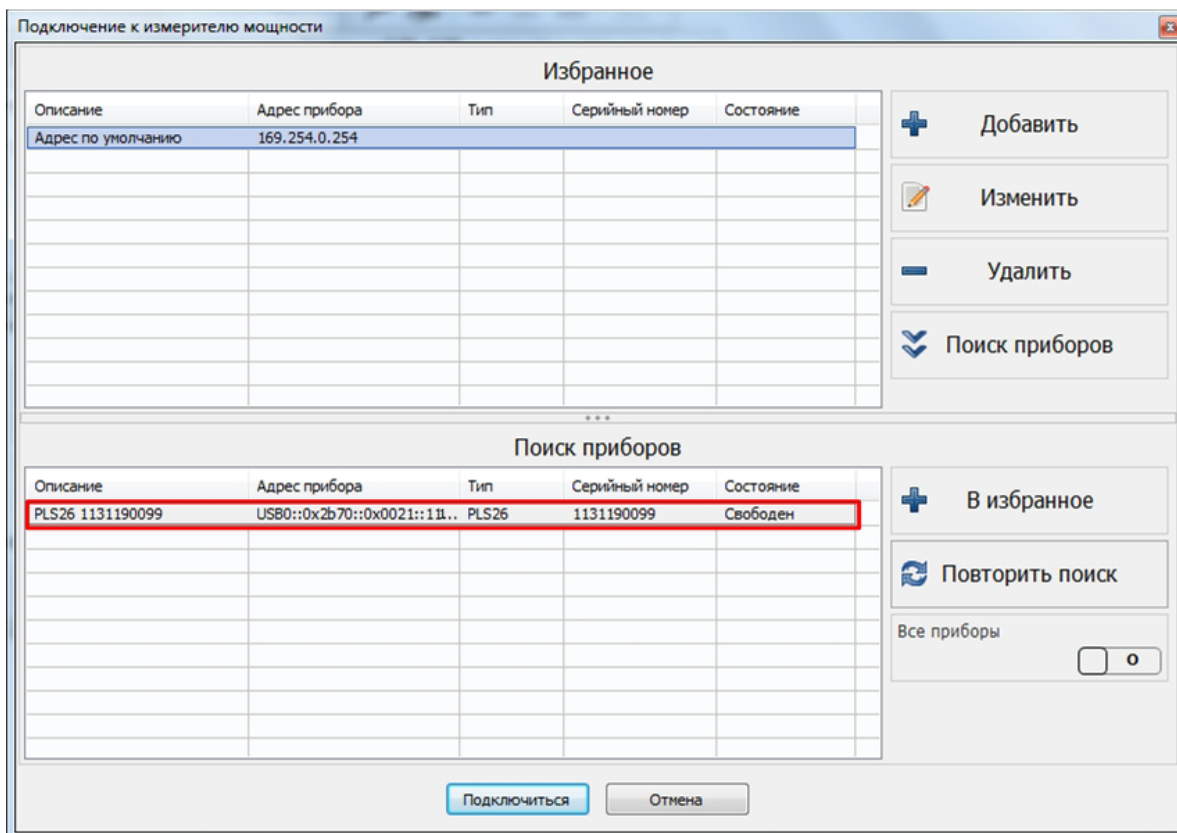 Подключение к измерителю мощности
Избранное
Описание Адрес прибора Тип Серийный номер Состояние
Адрес по умолчанию 169.254.0.254
Добавить
Изменить
Удалить
Поиск приборов
Поиск приборов
Описание Адрес прибора Тип Серийный номер Состояние
PLS26 1131190099 USB0::0x2b70::0x0021::11... PLS26 1131190099 Свободен
В избранное
Повторить поиск
Все приборы
О
Подключиться Отмена